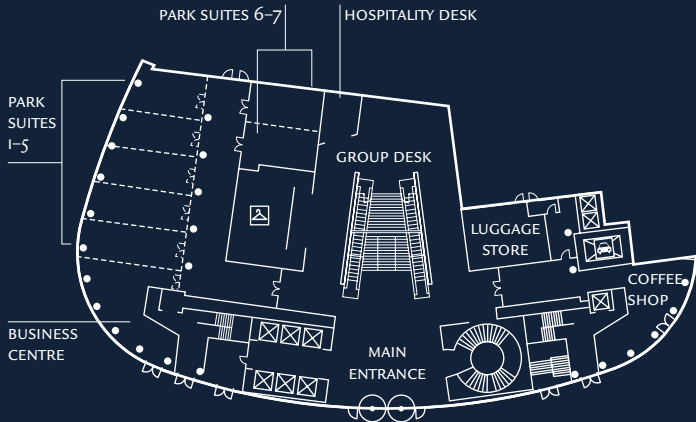 PARK SUITES 6–7
HOSPITALITY DESK
PARK
SUITES
1–5
GROUP DESK
LUGGAGE
STORE
COFFEE
SHOP
BUSINESS
CENTRE
MAIN
ENTRANCE